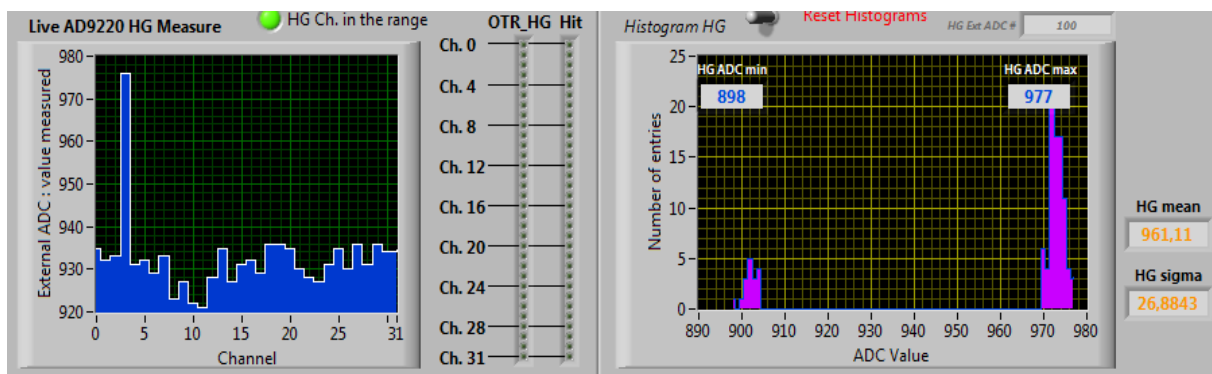 Live AD9220 HG Measure
HG Ch. in the range
External ADC : value measured
980
970
960
950
940
930
920
0 5 10 15 20 25 31
Channel
OTR_HG Hit
Ch. 0
Ch. 4
Ch. 8
Ch. 12
Ch. 16
Ch. 20
Ch. 24
Ch. 28
Ch. 31
Histogram HG
Reset Histograms
HG Ext ADC # 100
Number of entries
25
20
15
10
5
0
HG ADC min
898
HG ADC max
977
890 900 910 920 930 940 950 960 970 980
ADC Value
HG mean
961,11
HG sigma
26,8843